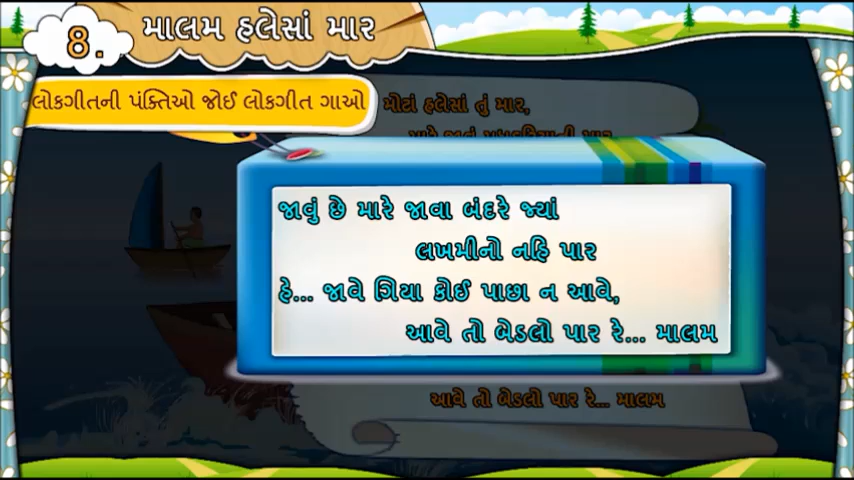 8. માલમ હલેસાં માર
લોકગીતની પંક્તિઓ જોઈ લોકગીત ગાઓ
મોટાં હલેસાં તું માર,
જાવું છે મારે જાવા બંદરે જ્યાં
લખમીનો નહિ પાર
હે... જાવે ગિયા કોઈ પાછા ન આવે,
આવે તો બેડલો પાર રે... માલમ
આવે તો બેડલો પાર રે... માલમ